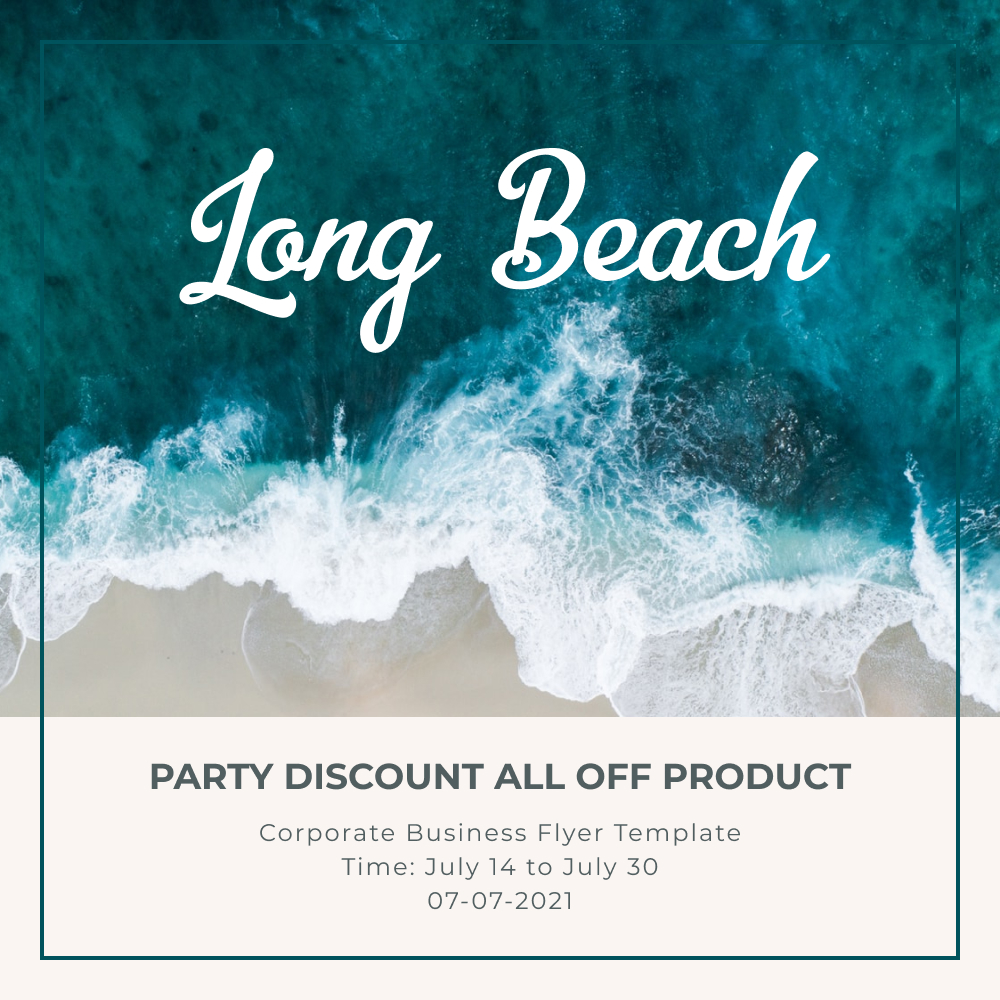 Long Beach
PARTY DISCOUNT ALL OFF PRODUCT
Corporate Business Flyer Template
Time: July 14 to July 30
07-07-2021